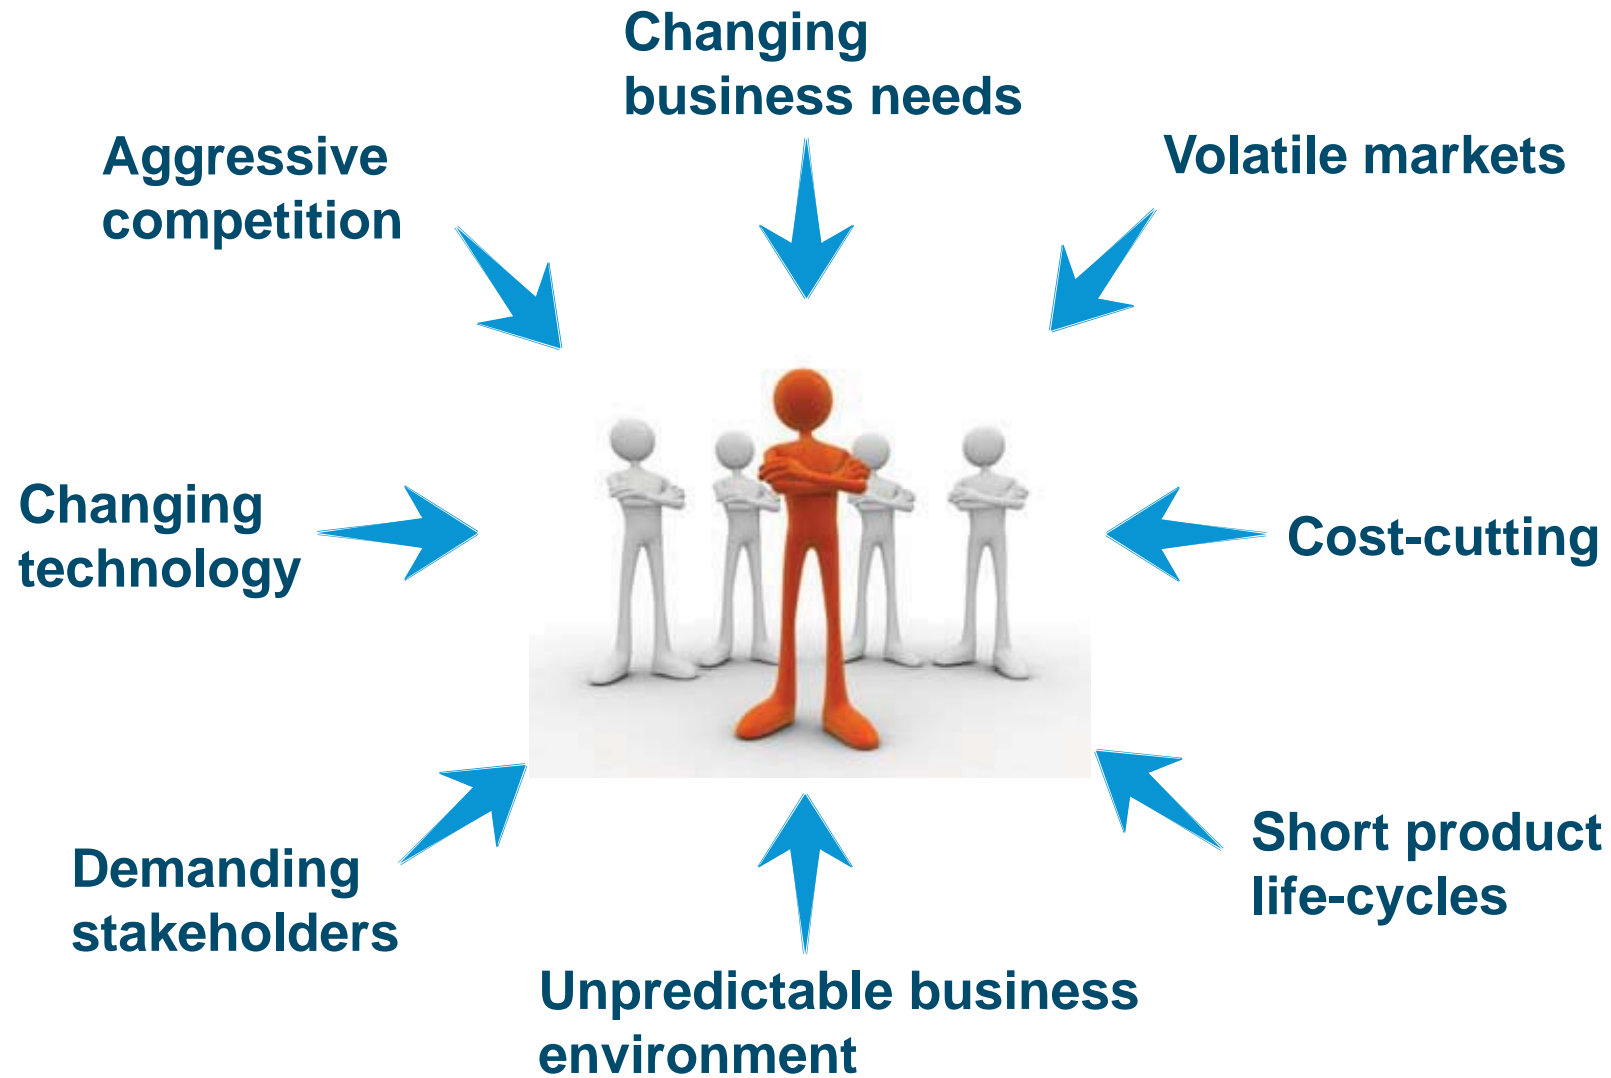 Changing
business needs
Aggressive
competition
Volatile markets
Changing
technology
Cost-cutting
Demanding
stakeholders
Short product
life-cycles
Unpredictable business
environment